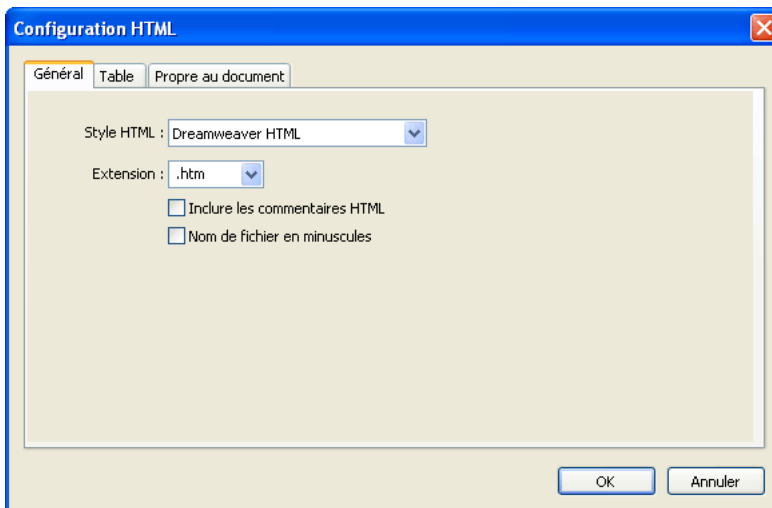 Configuration HTML
Général Table Propre au document
Style HTML : Dreamweaver HTML
Extension : .htm
Inclure les commentaires HTML
Nom de fichier en minuscules
OK Annuler